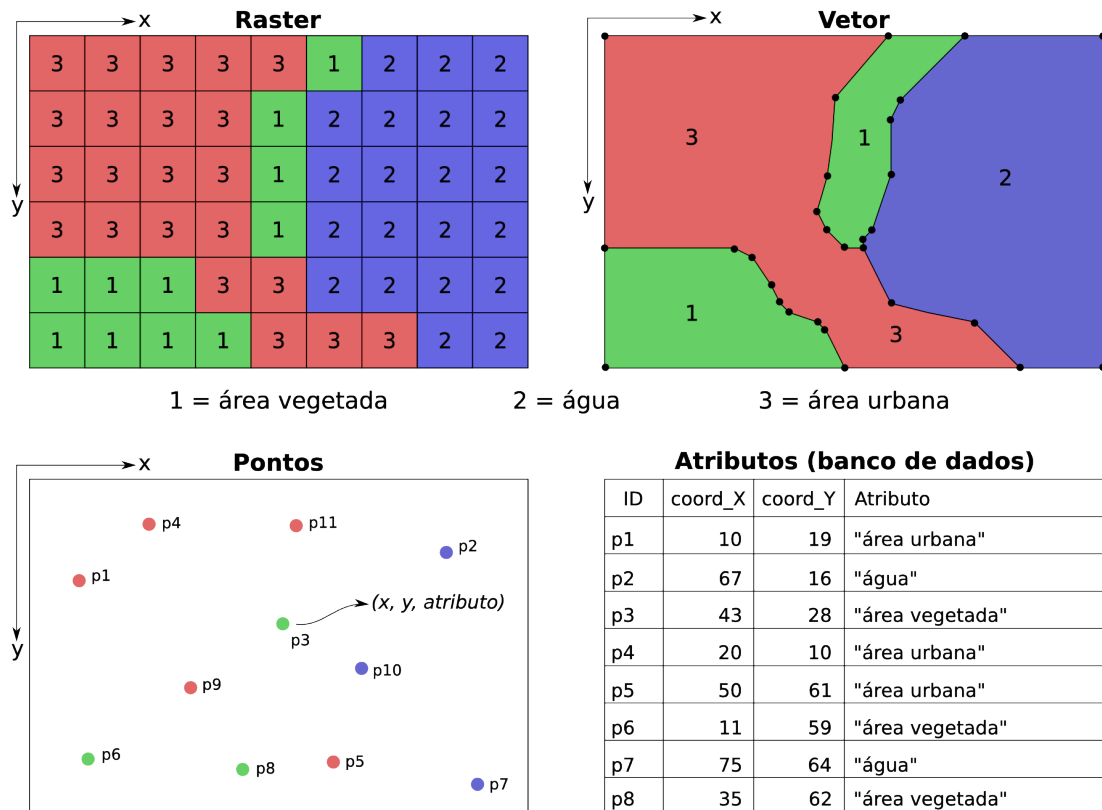 x
Raster
y
3 3 3 3 3 1 2 2 2
3 3 3 3 1 2 2 2 2
3 3 3 3 1 2 2 2 2
3 3 3 3 1 2 2 2 2
1 1 1 3 3 2 2 2 2
1 1 1 1 3 3 3 2 2
x
Vetor
y
3
1
2
1
3
1 = área vegetada 2 = água 3 = área urbana
x
Pontos
y
p4
p11
p2
p1
(x, y, atributo)
p3
p10
p9
p6
p8
p5
p7
Atributos (banco de dados)
ID coord_X coord_Y Atributo
p1 10 19 "área urbana"
p2 67 16 "água"
p3 43 28 "área vegetada"
p4 20 10 "área urbana"
p5 50 61 "área urbana"
p6 11 59 "área vegetada"
p7 75 64 "água"
p8 35 62 "área vegetada"